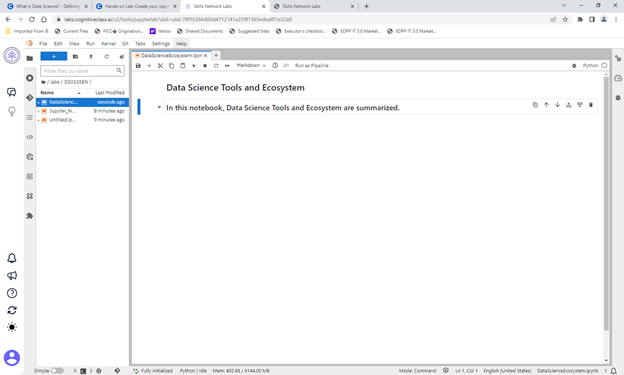 What is Data Science? - Definin
Hands-on Lab: Create your Jup
Skills Network Labs
Skills Network Labs
labs.cognitiveclass.ai/v2/tools/jupyterlab?ulid=ulid-
Imported From IE
Current Files
FICO
Origination...
Yahoo
Shared Documents
Suggested Sites
Executor's checklist...
EDPP IT 3.0 Market...
EDPP IT 3.0 Market...
File Edit View Run Kernel Git Tabs Settings Help
DataScienceEcosystem.ipynb
Filter files by name
Markdown
Run as Pipeline
Python
/ labs / DS0105EN /
Name
Last Modified
DataScienc...
seconds ago
Jupyter_N...
8 minutes ago
Untitled.ip...
9 minutes ago
Data Science Tools and Ecosystem
In this notebook, Data Science Tools and Ecosystem are summarized.
Simple
0
3
Fully initialized
Python | Idle
Mem: 402.68 / 6144.00 MB
Mode: Command
Ln 1, Col 1
English (United States)
DataScienceEcosystem.ipynb
1